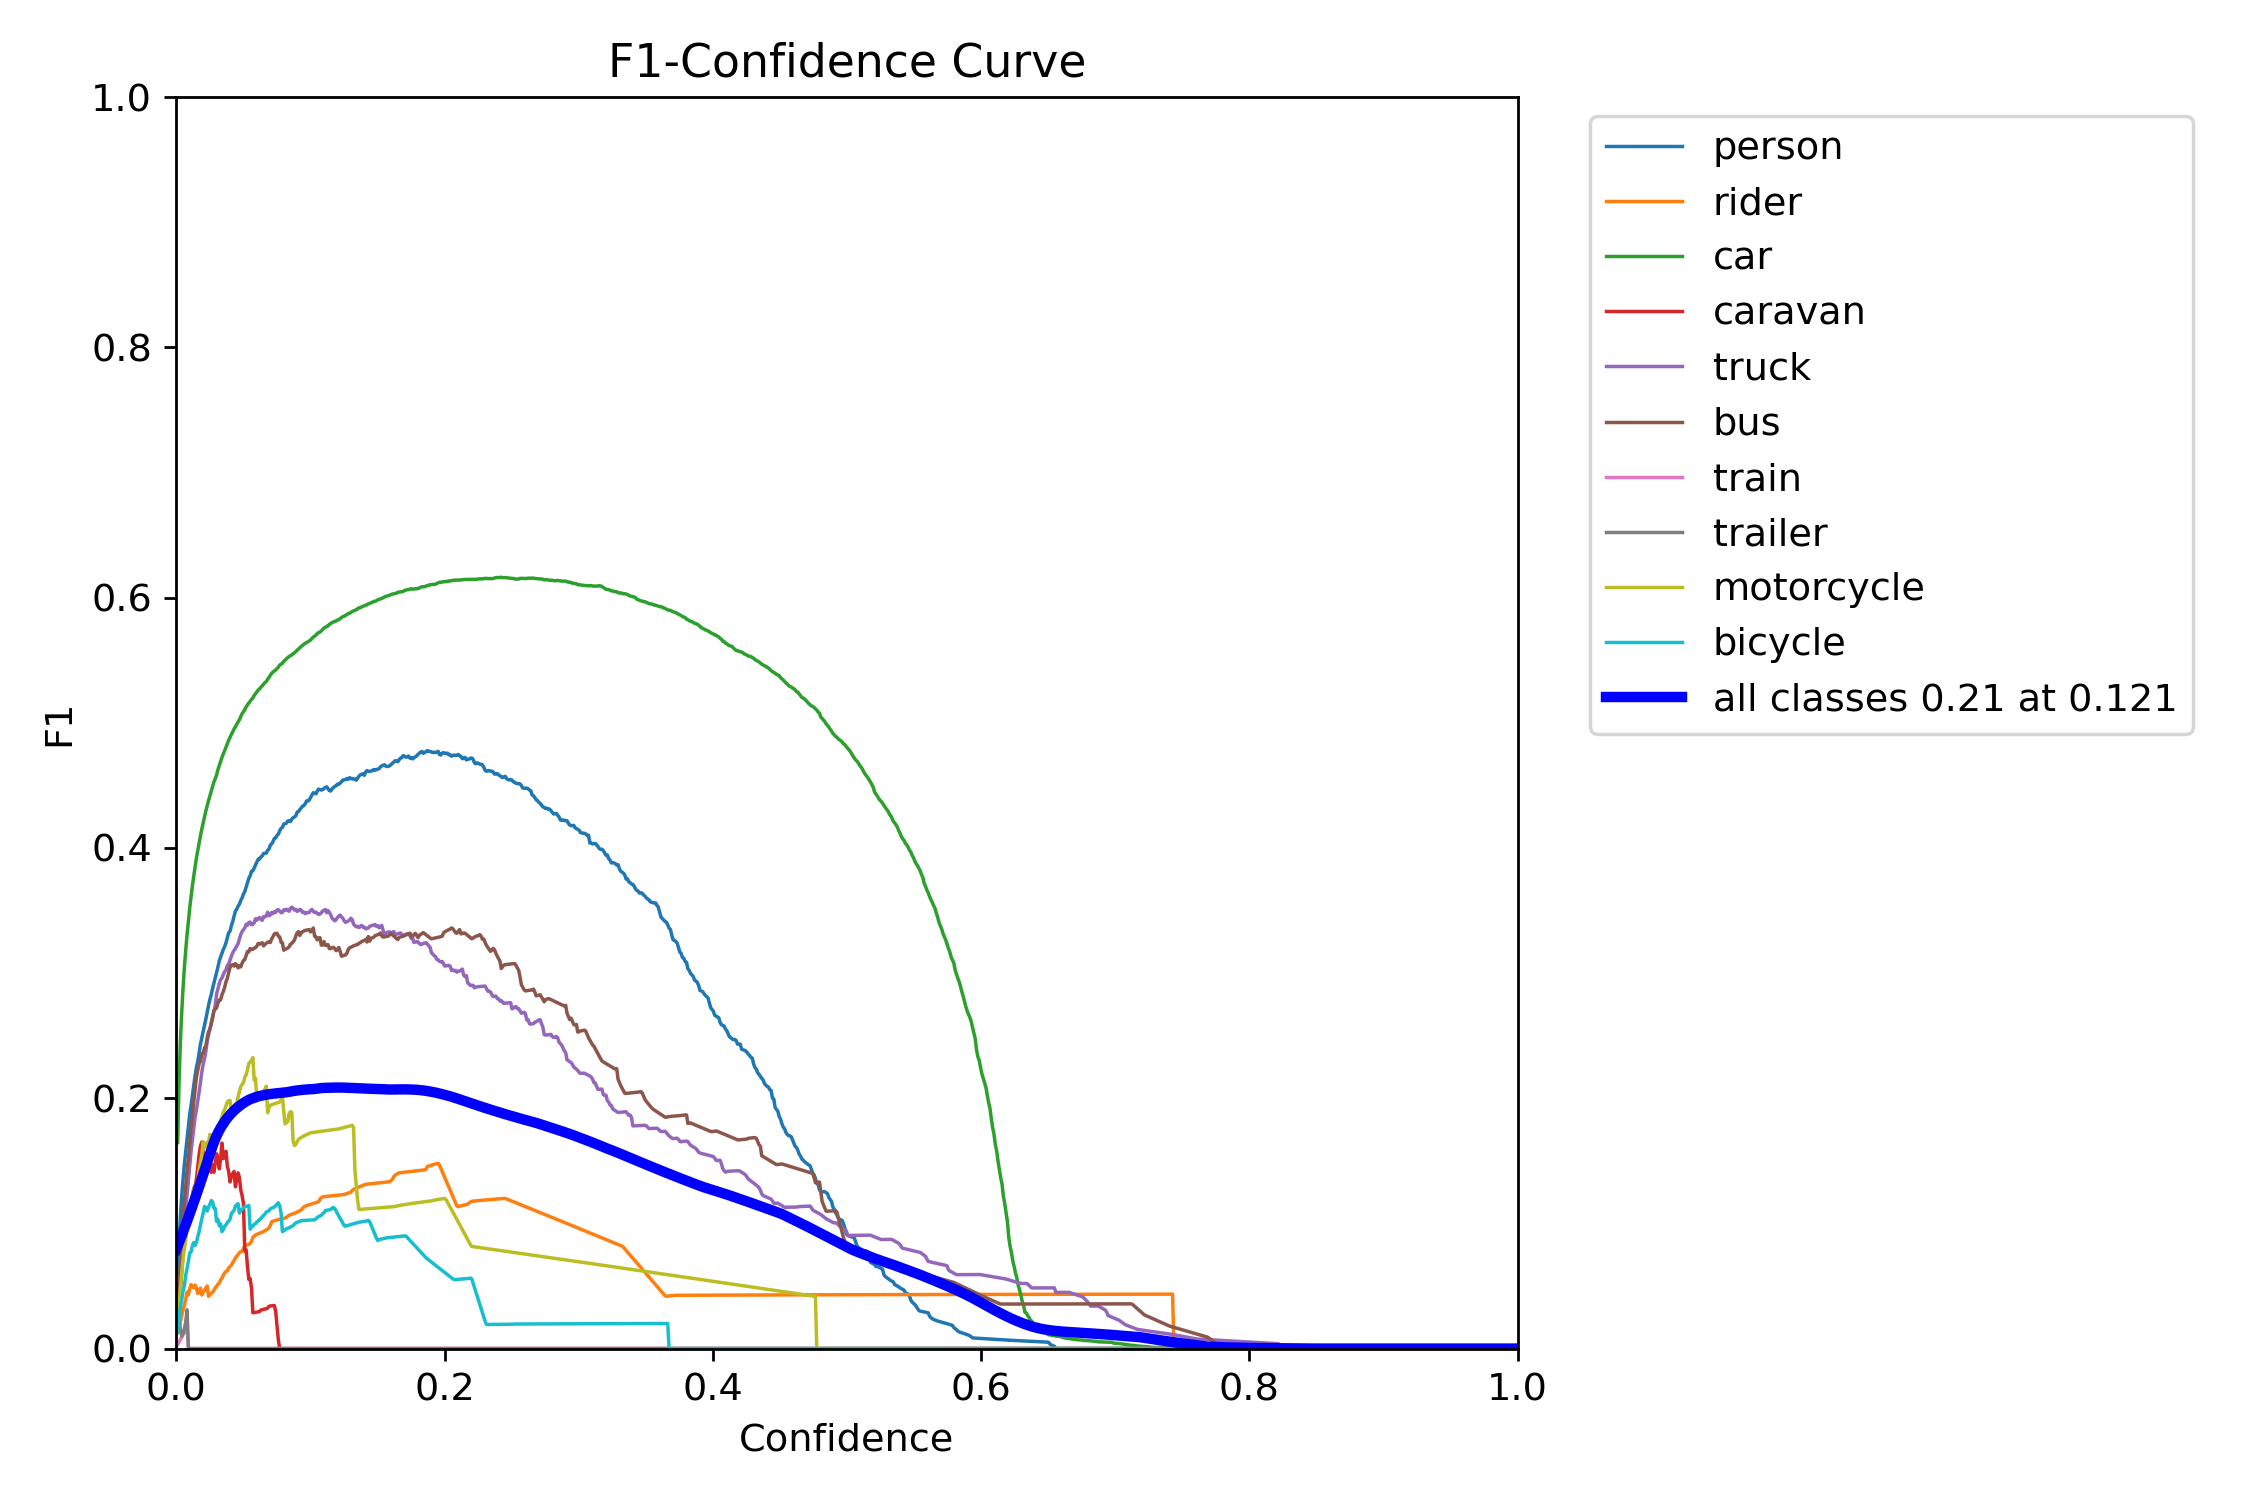 F1-Confidence Curve
1.0
0.8
0.6
0.4
0.2
0.0
F1
0.0 0.2 0.4 0.6 0.8 1.0
Confidence
person
rider
car
caravan
truck
bus
train
trailer
motorcycle
bicycle
all classes 0.21 at 0.121